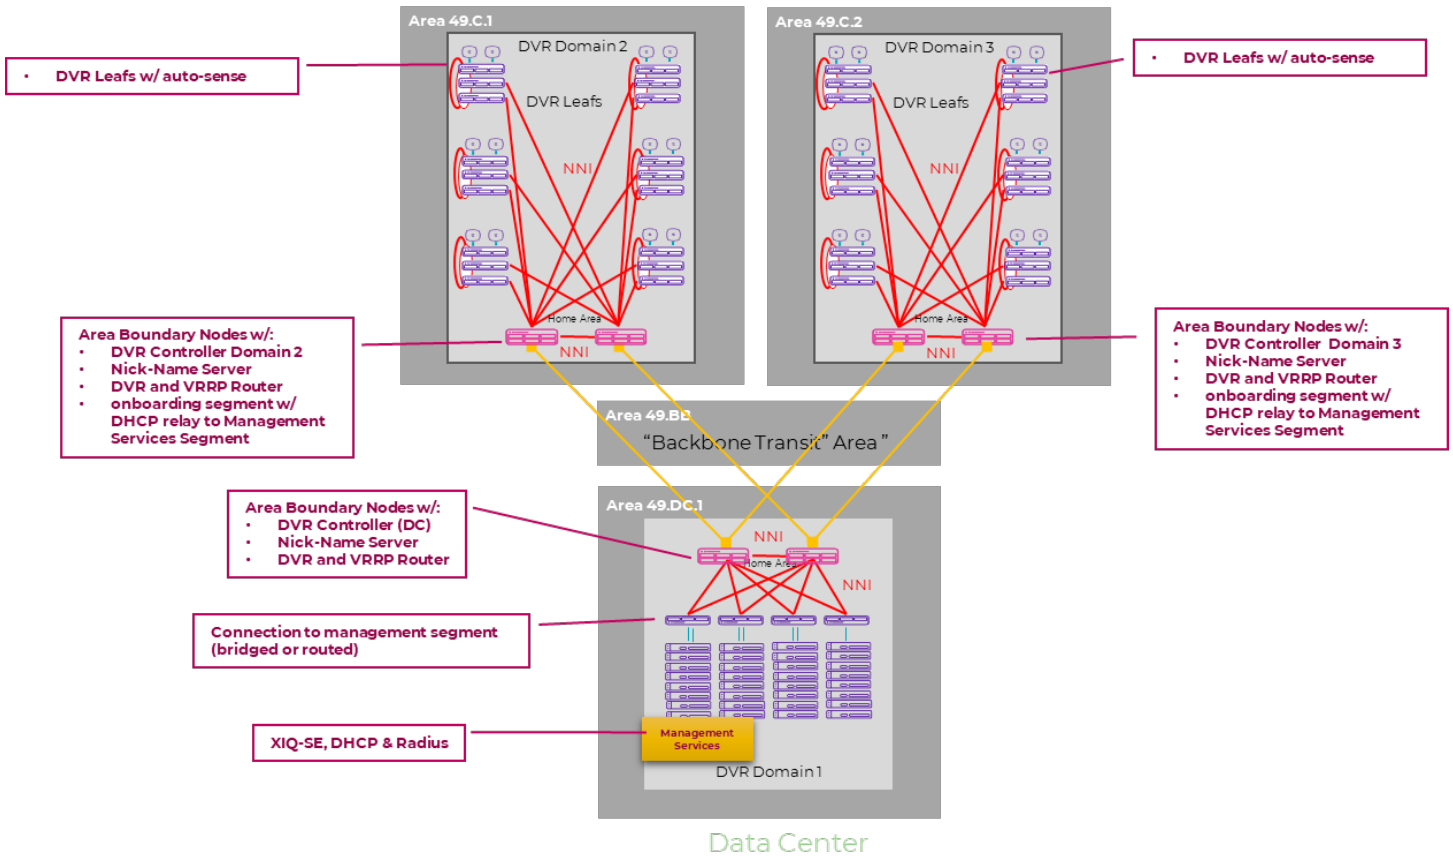 Area 49.C.1
DVR Domain 2
DVR Leafs
NNI
Home Area
NNI
Area 49.C.2
DVR Domain 3
DVR Leafs
NNI
Home Area
NNI
• DVR Leafs w/ auto-sense
• DVR Leafs w/ auto-sense
Area Boundary Nodes w/:
• DVR Controller Domain 2
• Nick-Name Server
• DVR and VRRP Router
• onboarding segment w/
DHCP relay to Management
Services Segment
Area Boundary Nodes w/:
• DVR Controller Domain 3
• Nick-Name Server
• DVR and VRRP Router
• onboarding segment w/
DHCP relay to Management
Services Segment
Area 49.BB
“Backbone Transit” Area”
Area Boundary Nodes w/:
• DVR Controller (DC)
• Nick-Name Server
• DVR and VRRP Router
Area 49.DC.1
NNI
Home Area
NNI
Connection to management segment
(bridged or routed)
XIQ-SE, DHCP & Radius
Management
Services
DVR Domain 1
Data Center